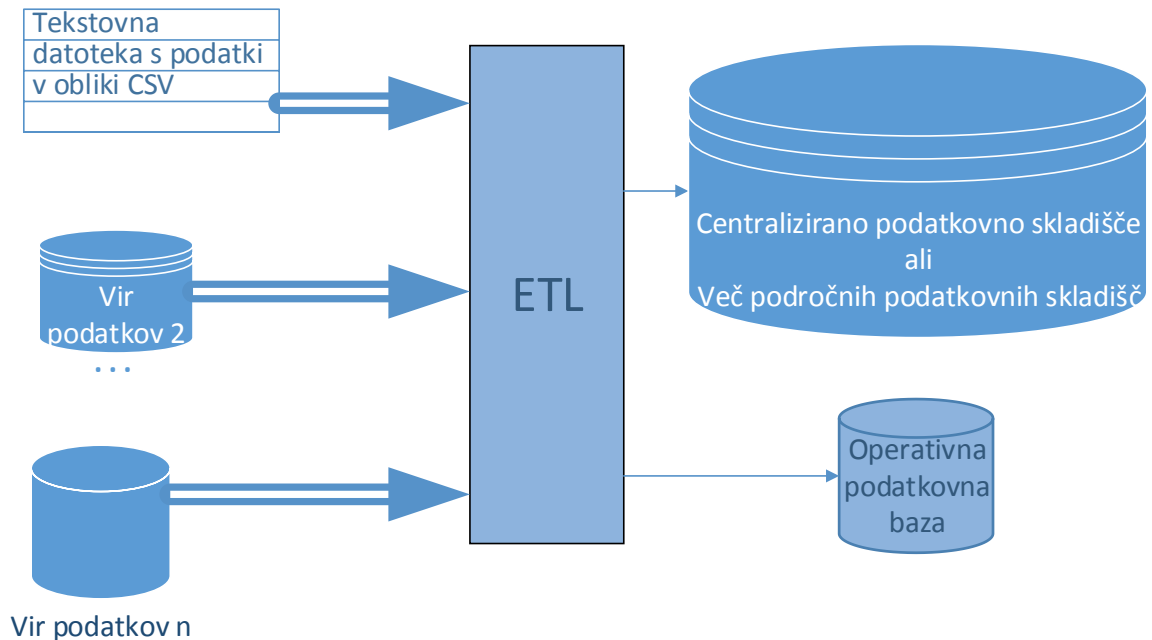 Tekstovna
datoteka s podatki
v obliki CSV
Vir
podatkov 2
...
Vir podatkov n
ETL
Centralizirano podatkovno skladišče
ali
Več področnih podatkovnih skladišč
Operativna
podatkovna
baza